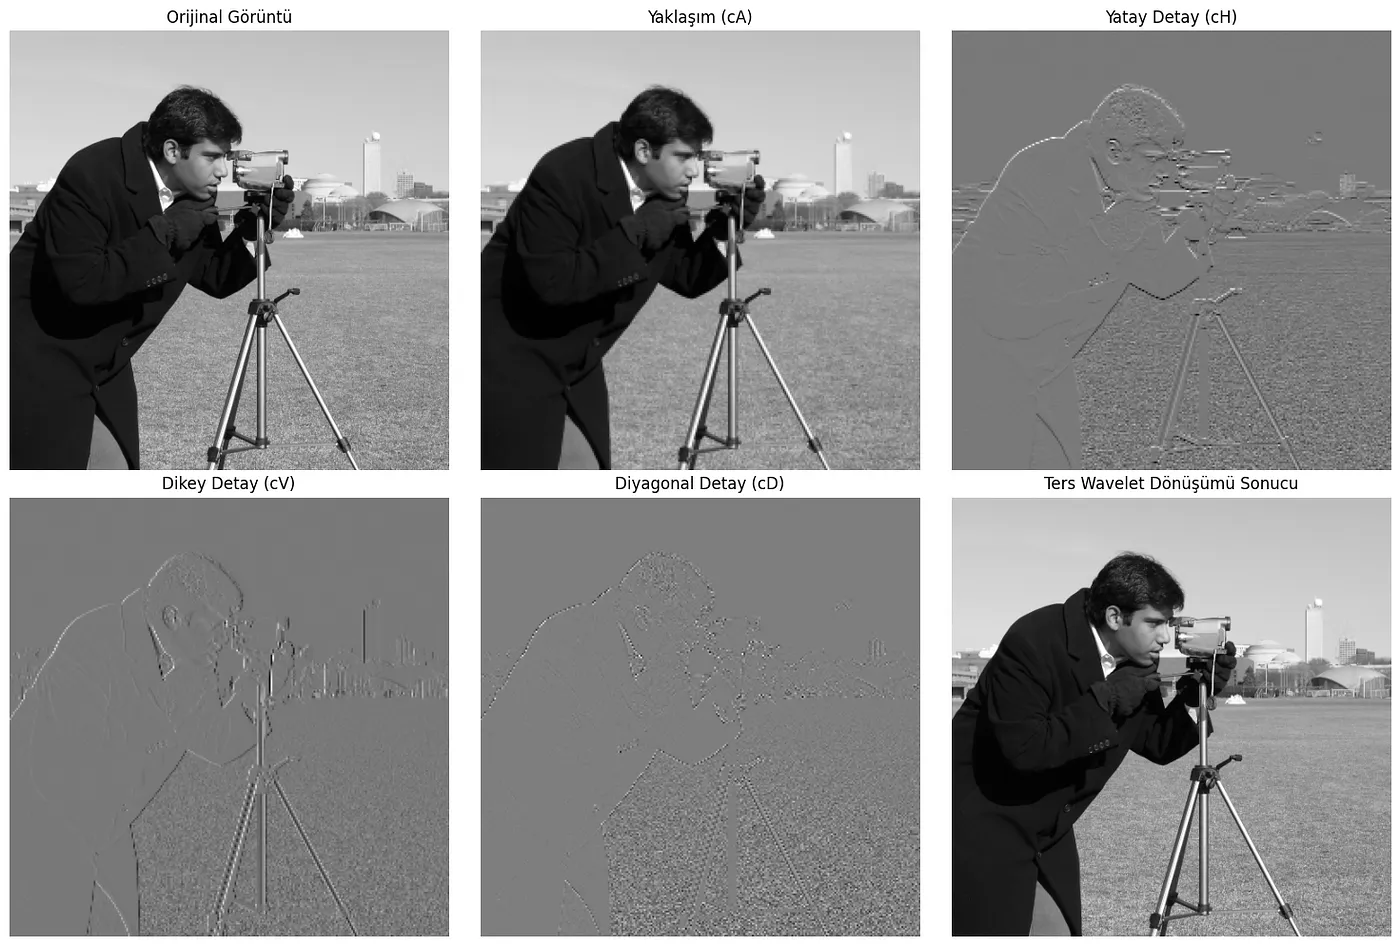 Orijinal Görüntü
Yaklaşım (cA)
Yatay Detay (cH)
Dikey Detay (cV)
Diyagonal Detay (cD)
Ters Wavelet Dönüşümü Sonucu